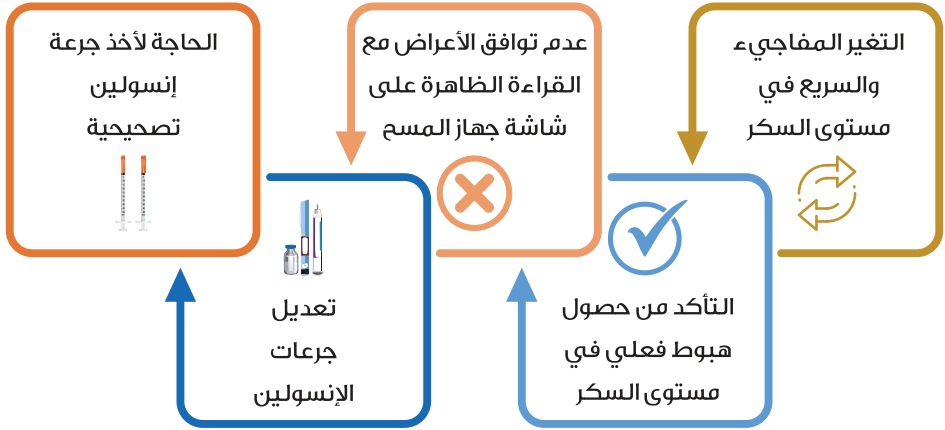 التغير المفاجيء
والسريع في
مستوى السكر
التأكد من حصول
هبوط فعلي في
مستوى السكر
عدم توافق الأعراض مع
القراءة الظاهرة على
شاشة جهاز المسح
تعديل
جرعات
الإنسولين
الحاجة لأخذ جرعة
إنسولين
تصحيحية